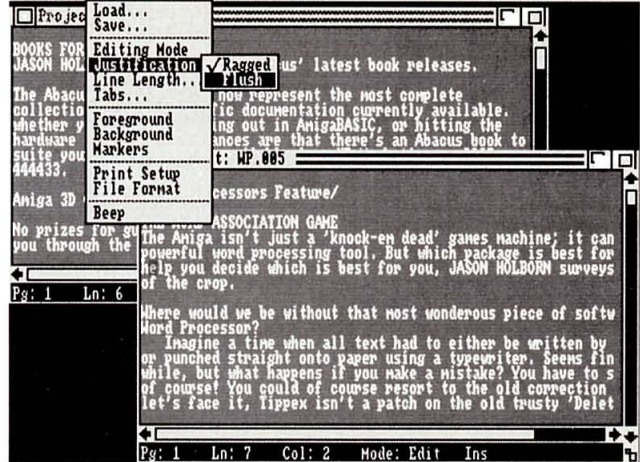 Projec
Load...
Save...
Editing Mode
Justification
Line Length..
Tabs...
Foreground
Background
Markers
Print Setup
File Format
Beep
✓Ragged
Flush
BOOKS FOR
JASON HOL cus' latest book releases.
The Abacu now represent the most complete
collectio ic documentation currently available.
whether y ing out in AmigaBASIC, or hitting the
hardware ances are that there's an Abacus book to
suite you
444433.
Amiga 3D
No prizes for gu
you through the
Pg: 1 Ln: 6
t: WP.005
cessors Feature/
ASSOCIATION GAME
The Amiga isn't just a 'knock-em dead' games machine; it can
powerful word processing tool. But which package is best for
help you decide which is best for you, JASON HOLBORN surveys
of the crop.
Where would we be without that most wonderous piece of softw
Word Processor?
Imagine a time when all text had to either be written by
or punched straight onto paper using a typewriter. Seems fin
while, but what happens if you make a mistake? You have to s
of course! You could of course resort to the old correction
let's face it, Tippex isn't a patch on the old trusty 'Delet
Pg: 1 Ln: 7 Col: 2 Mode: Edit Ins